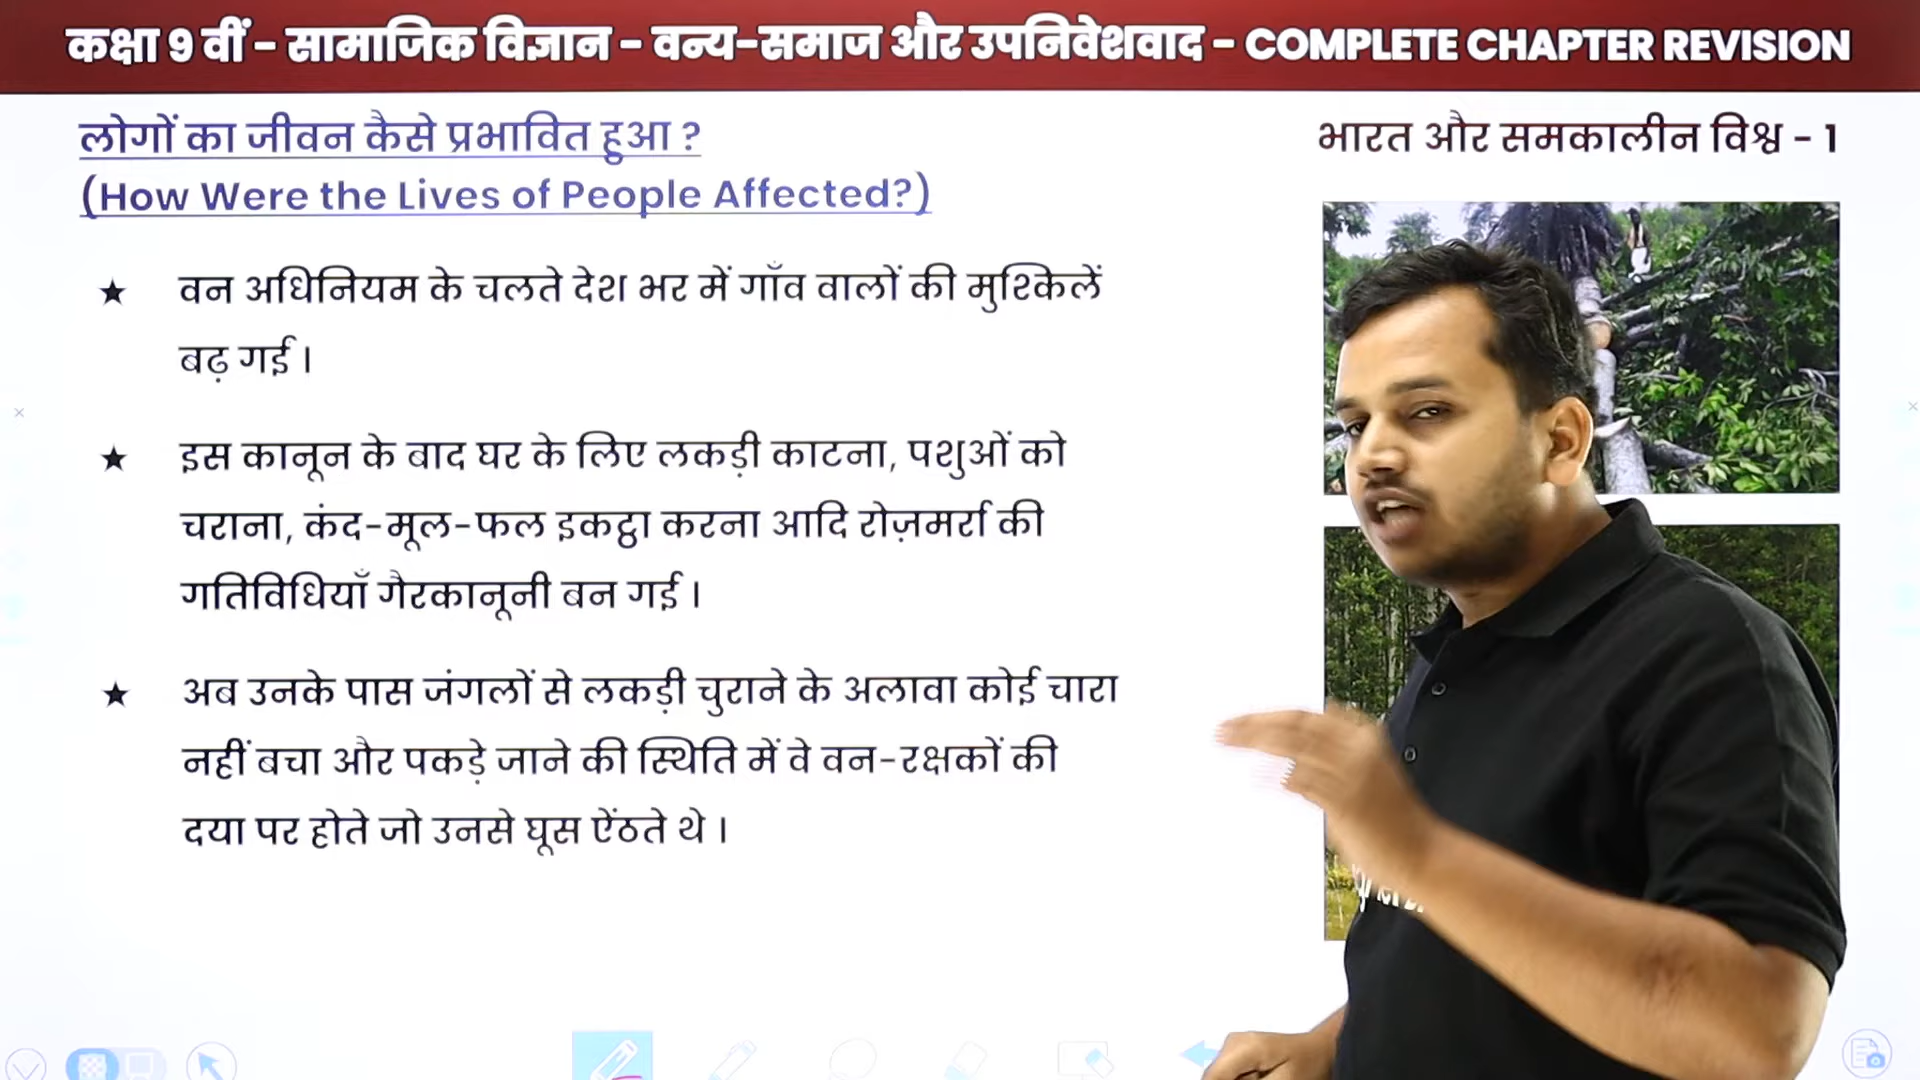 कक्षा 9 वीं – सामाजिक विज्ञान – वन्य-समाज और उपनिवेशवाद – COMPLETE CHAPTER REVISION
लोगों का जीवन कैसे प्रभावित हुआ ?
(How Were the Lives of People Affected?)
भारत और समकालीन विश्व - 1
★ वन अधिनियम के चलते देश भर में गाँव वालों की मुश्किलें
बढ़ गई ।
★ इस कानून के बाद घर के लिए लकड़ी काटना, पशुओं को
चराना, कंद-मूल-फल इकट्ठा करना आदि रोज़मर्रा की
गतिविधियाँ गैरकानूनी बन गई ।
★ अब उनके पास जंगलों से लकड़ी चुराने के अलावा कोई चारा
नहीं बचा और पकड़े जाने की स्थिति में वे वन-रक्षकों की
दया पर होते जो उनसे घूस ऐंठते थे ।